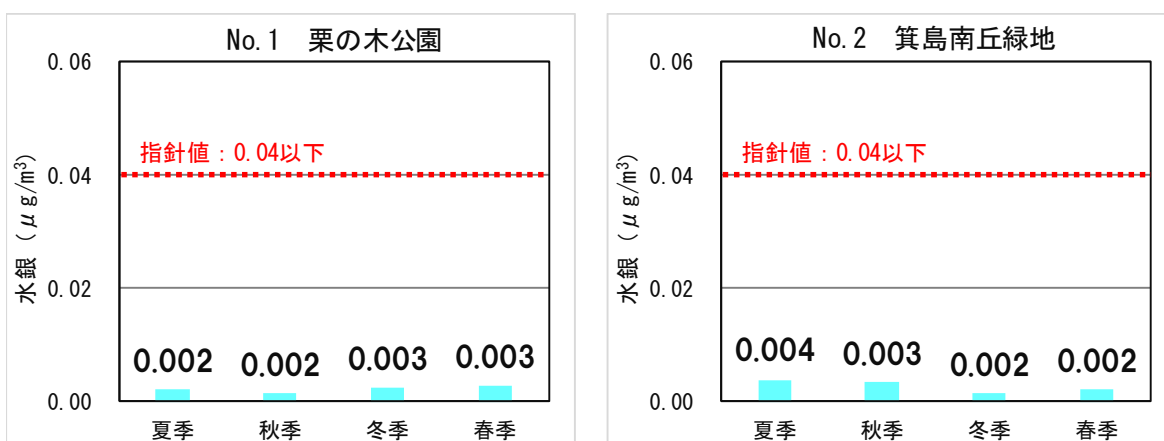 No.1 栗の木公園
0.06
0.04
0.02
0.00
水銀(μg/m³)
指針値:0.04以下
0.002
0.002
0.003
0.003
夏季
秋季
冬季
春季
No.2 箕島南丘緑地
0.06
0.04
0.02
0.00
水銀(μg/m³)
指針値:0.04以下
0.004
0.003
0.002
0.002
夏季
秋季
冬季
春季